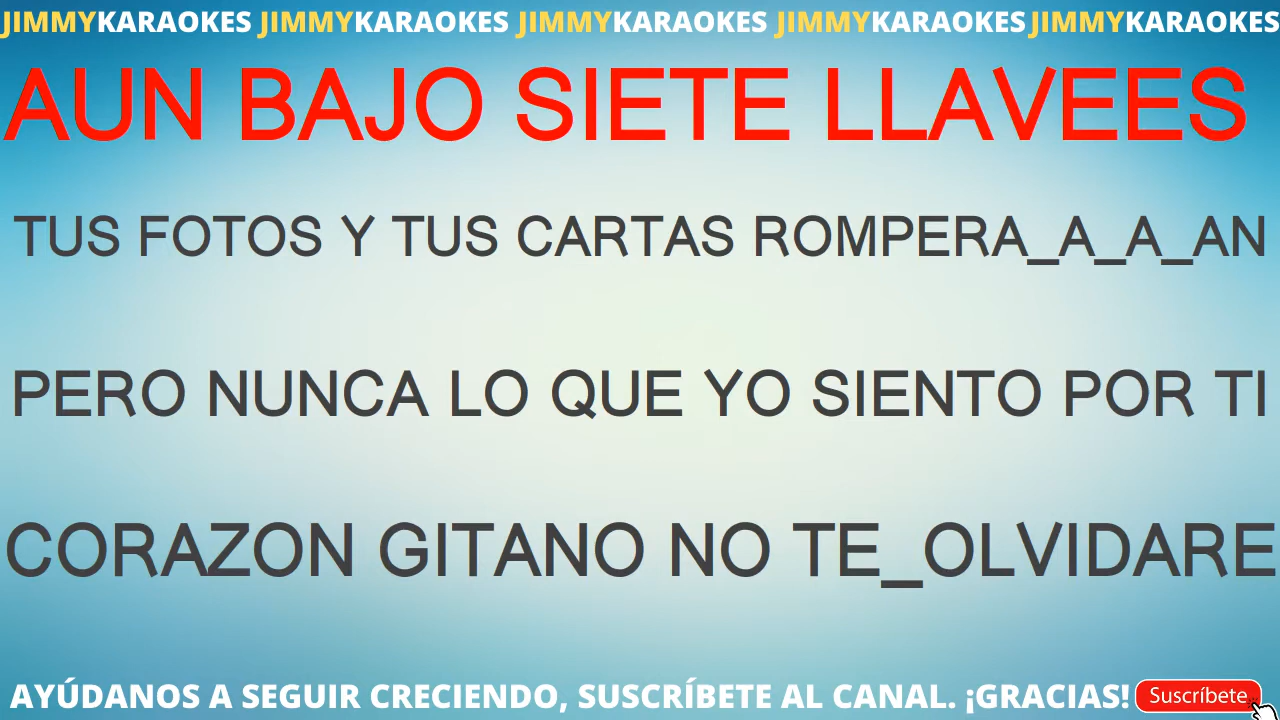 JIMMYKARAOKES JIMMYKARAOKES JIMMYKARAOKES JIMMYKARAOKES JIMMYKARAOKES
AUN BAJO SIETE LLAVEES
TUS FOTOS Y TUS CARTAS ROMPERA_A_A_AN
PERO NUNCA LO QUE YO SIENTO POR TI
CORAZON GITANO NO TE_OLVIDARE
AYÚDANOS A SEGUIR CRECIENDO, SUSCRÍBETE AL CANAL. ¡GRACIAS! Suscríbete